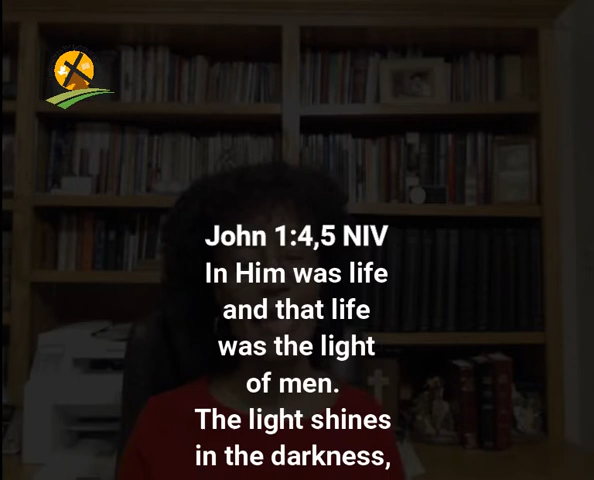 John 1:4,5 NIV
In Him was life
and that life
was the light
of men.
The light shines
in the darkness,